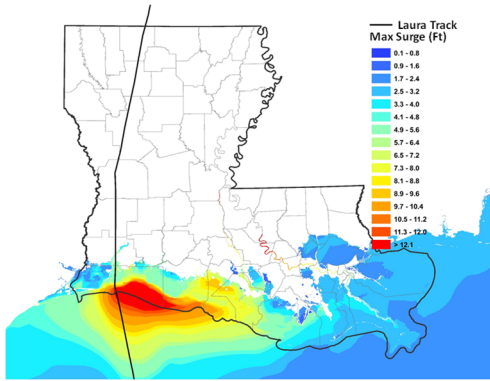 Laura Track
Max Surge (Ft)
0.1 - 0.8
0.9 - 1.6
1.7 - 2.4
2.5 - 3.2
3.3 - 4.0
4.1 - 4.8
4.9 - 5.6
5.7 - 6.4
6.5 - 7.2
7.3 - 8.0
8.1 - 8.8
8.9 - 9.6
9.7 - 10.4
10.5 - 11.2
11.3 - 12.0
> 12.1